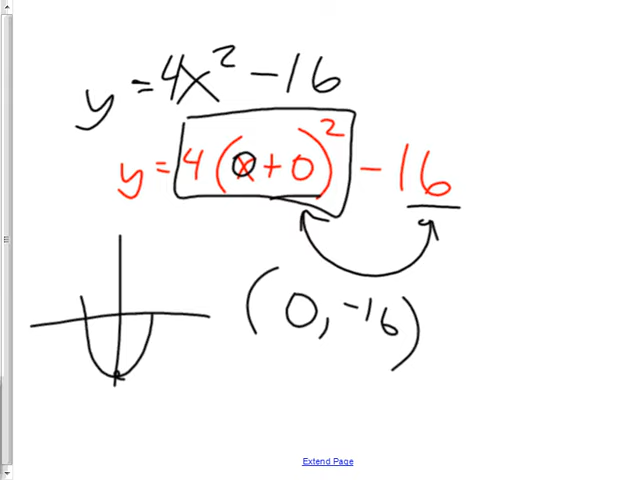 y = 4x² - 16
y = 4(x + 0)² - 16
(0, -16)
Extend Page